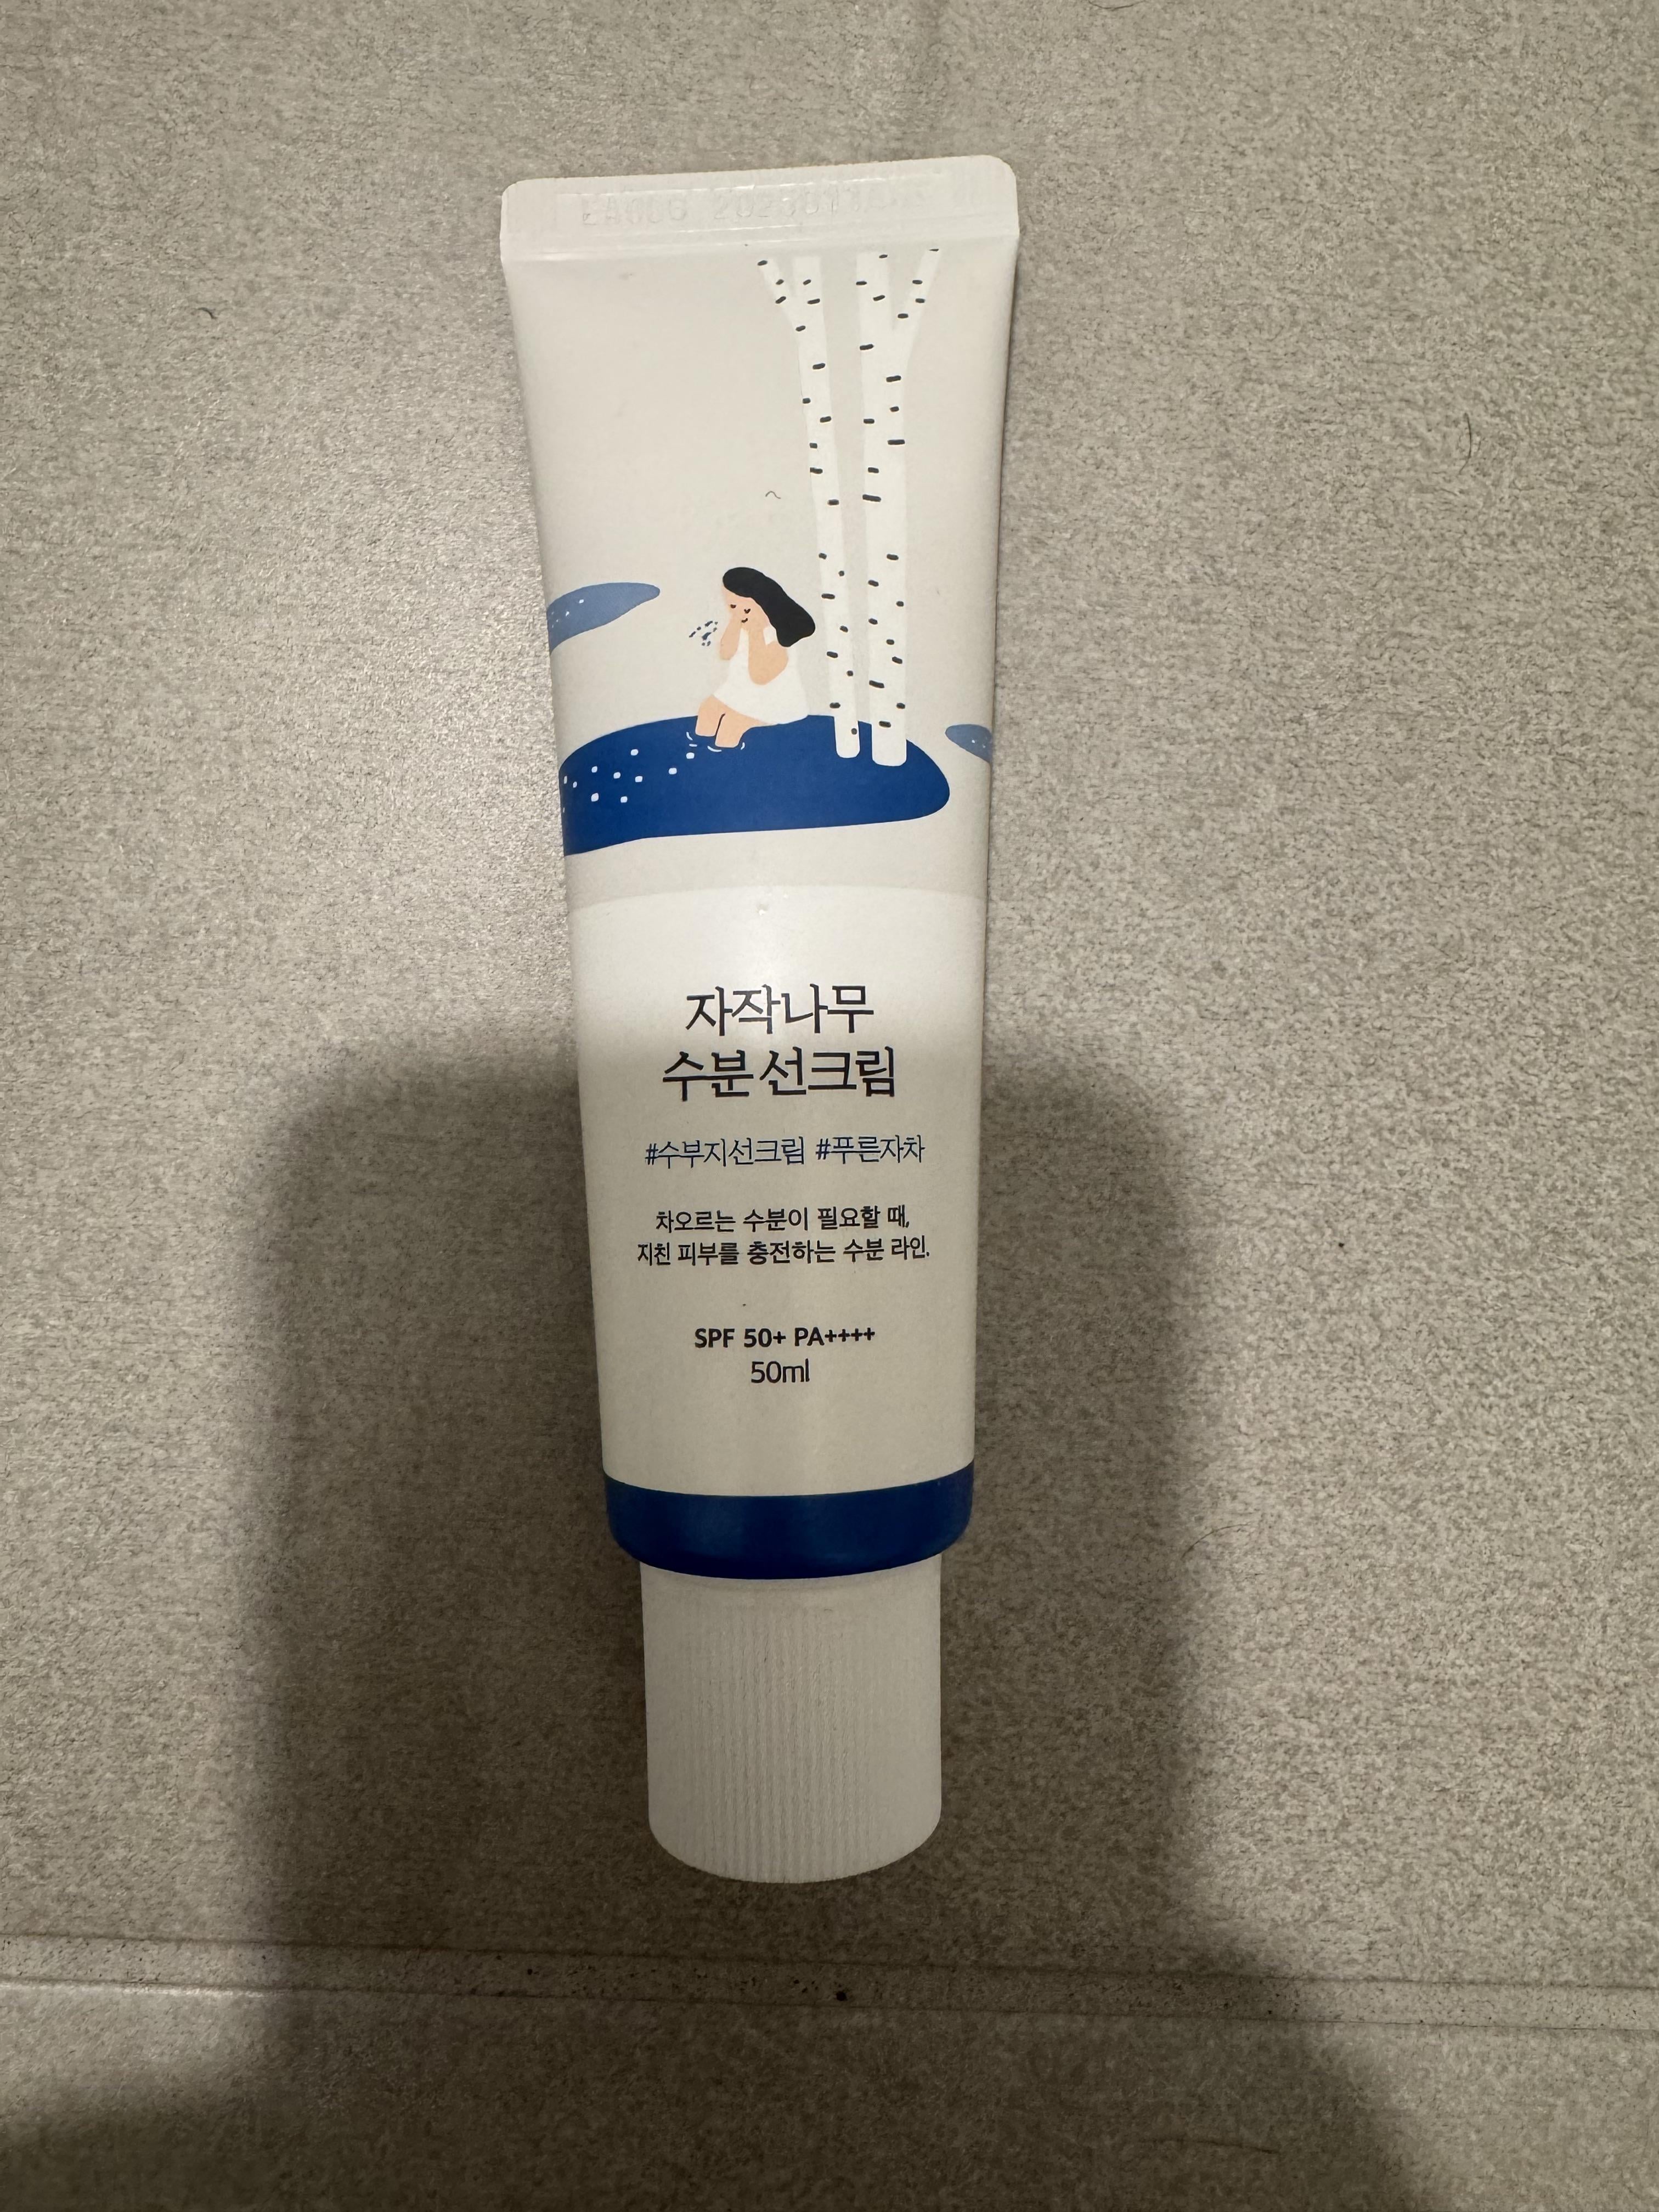 자작나무
수분 선크림
#수부지선크림 #푸른자차
차오르는 수분이 필요할 때,
지친 피부를 충전하는 수분 라인.
SPF 50+ PA++++
50ml